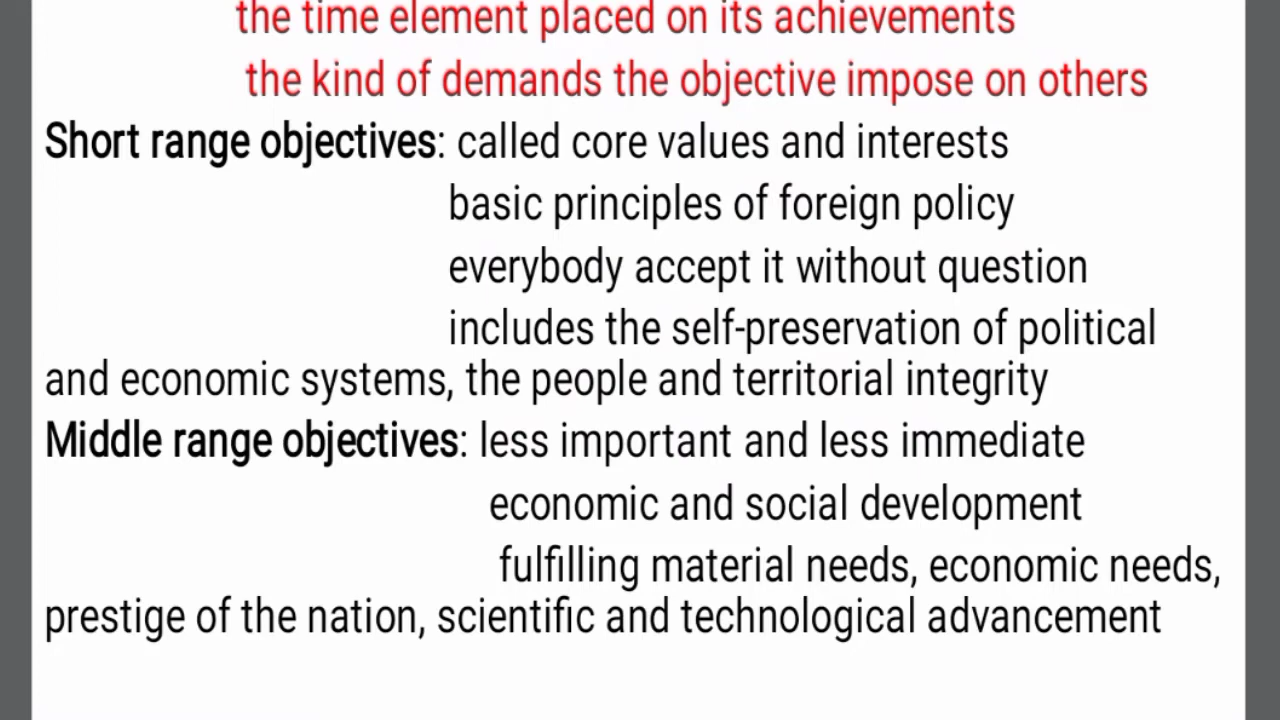 the time element placed on its achievements
the kind of demands the objective impose on others
Short range objectives: called core values and interests
basic principles of foreign policy
everybody accept it without question
includes the self-preservation of political
and economic systems, the people and territorial integrity
Middle range objectives: less important and less immediate
economic and social development
fulfilling material needs, economic needs,
prestige of the nation, scientific and technological advancement